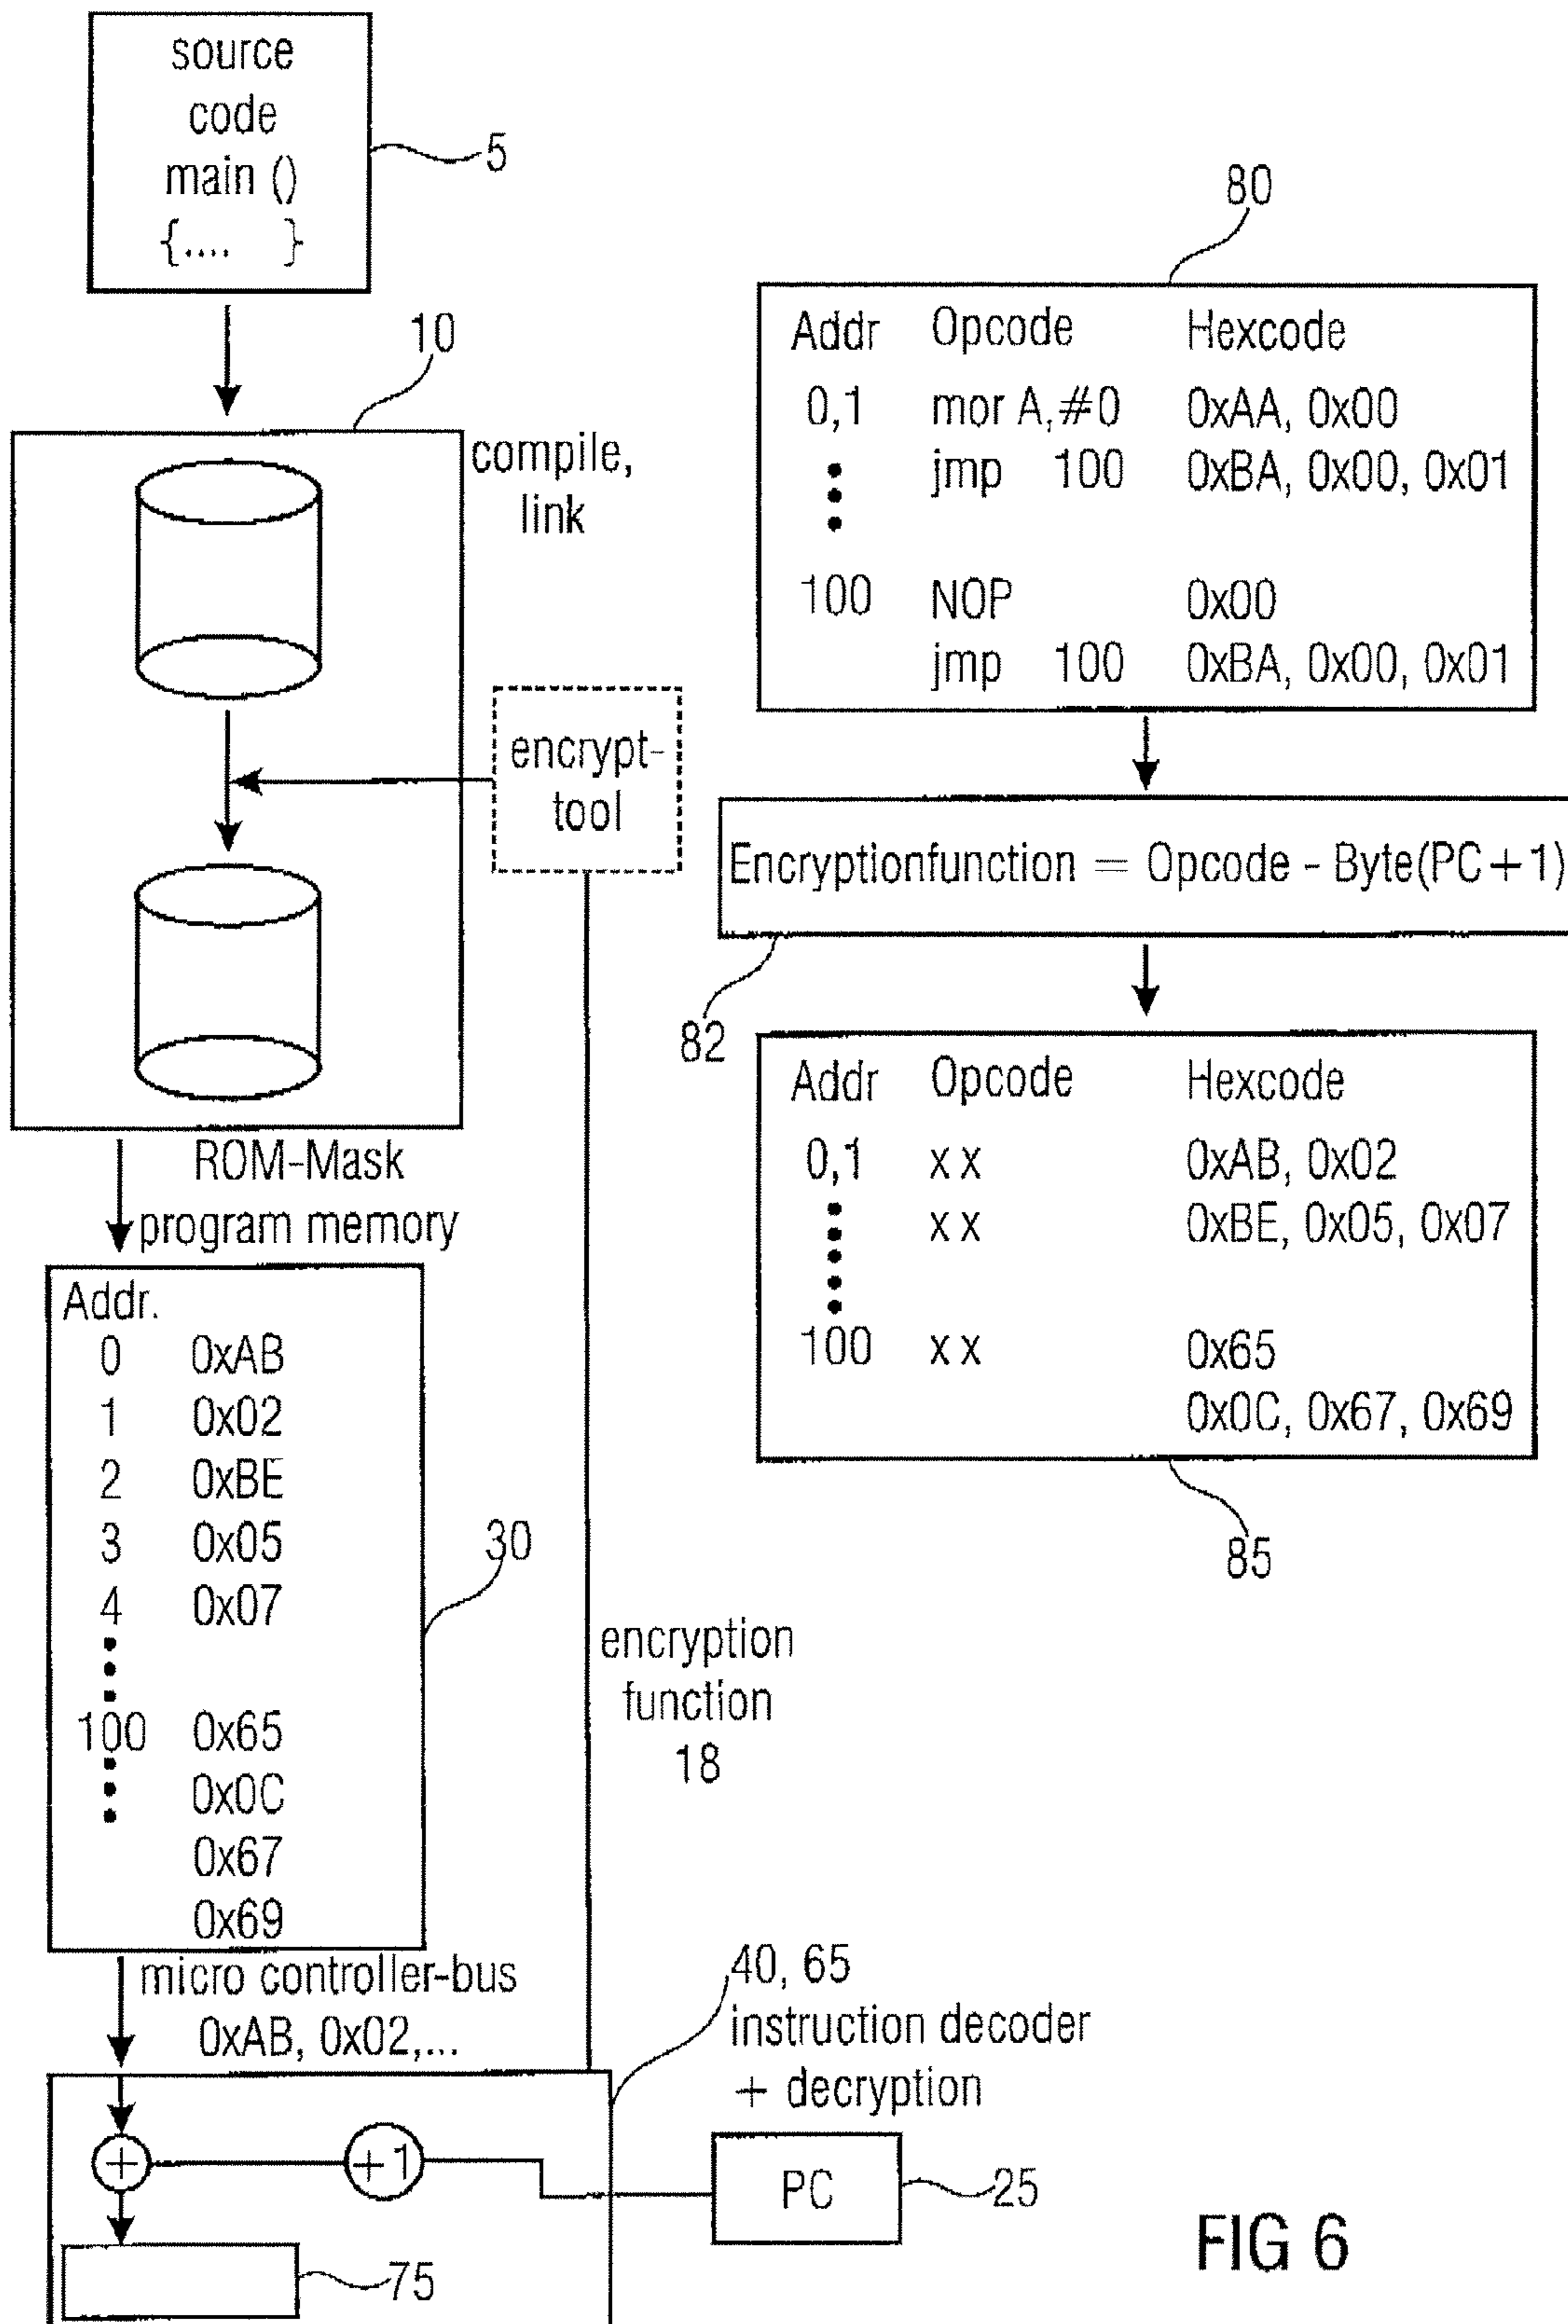 source
code
main ()
{.... }
5
10
compile,
link
encrypt-
tool
ROM-Mask
program memory
Addr.
0 0xAB
1 0x02
2 0xBE
3 0x05
4 0x07
100 0x65
0x0C
0x67
0x69
30
encryption
function
18
micro controller-bus
0xAB, 0x02,...
40, 65
instruction decoder
+ decryption
+
+1
PC
25
75
80
Addr Opcode Hexcode
0,1 mor A,#0 0xAA, 0x00
jmp 100 0xBA, 0x00, 0x01
100 NOP 0x00
jmp 100 0xBA, 0x00, 0x01
Encryptionfunction = Opcode - Byte(PC+1)
82
Addr Opcode Hexcode
0,1 x x 0xAB, 0x02
x x 0xBE, 0x05, 0x07
100 x x 0x65
0x0C, 0x67, 0x69
85
FIG 6